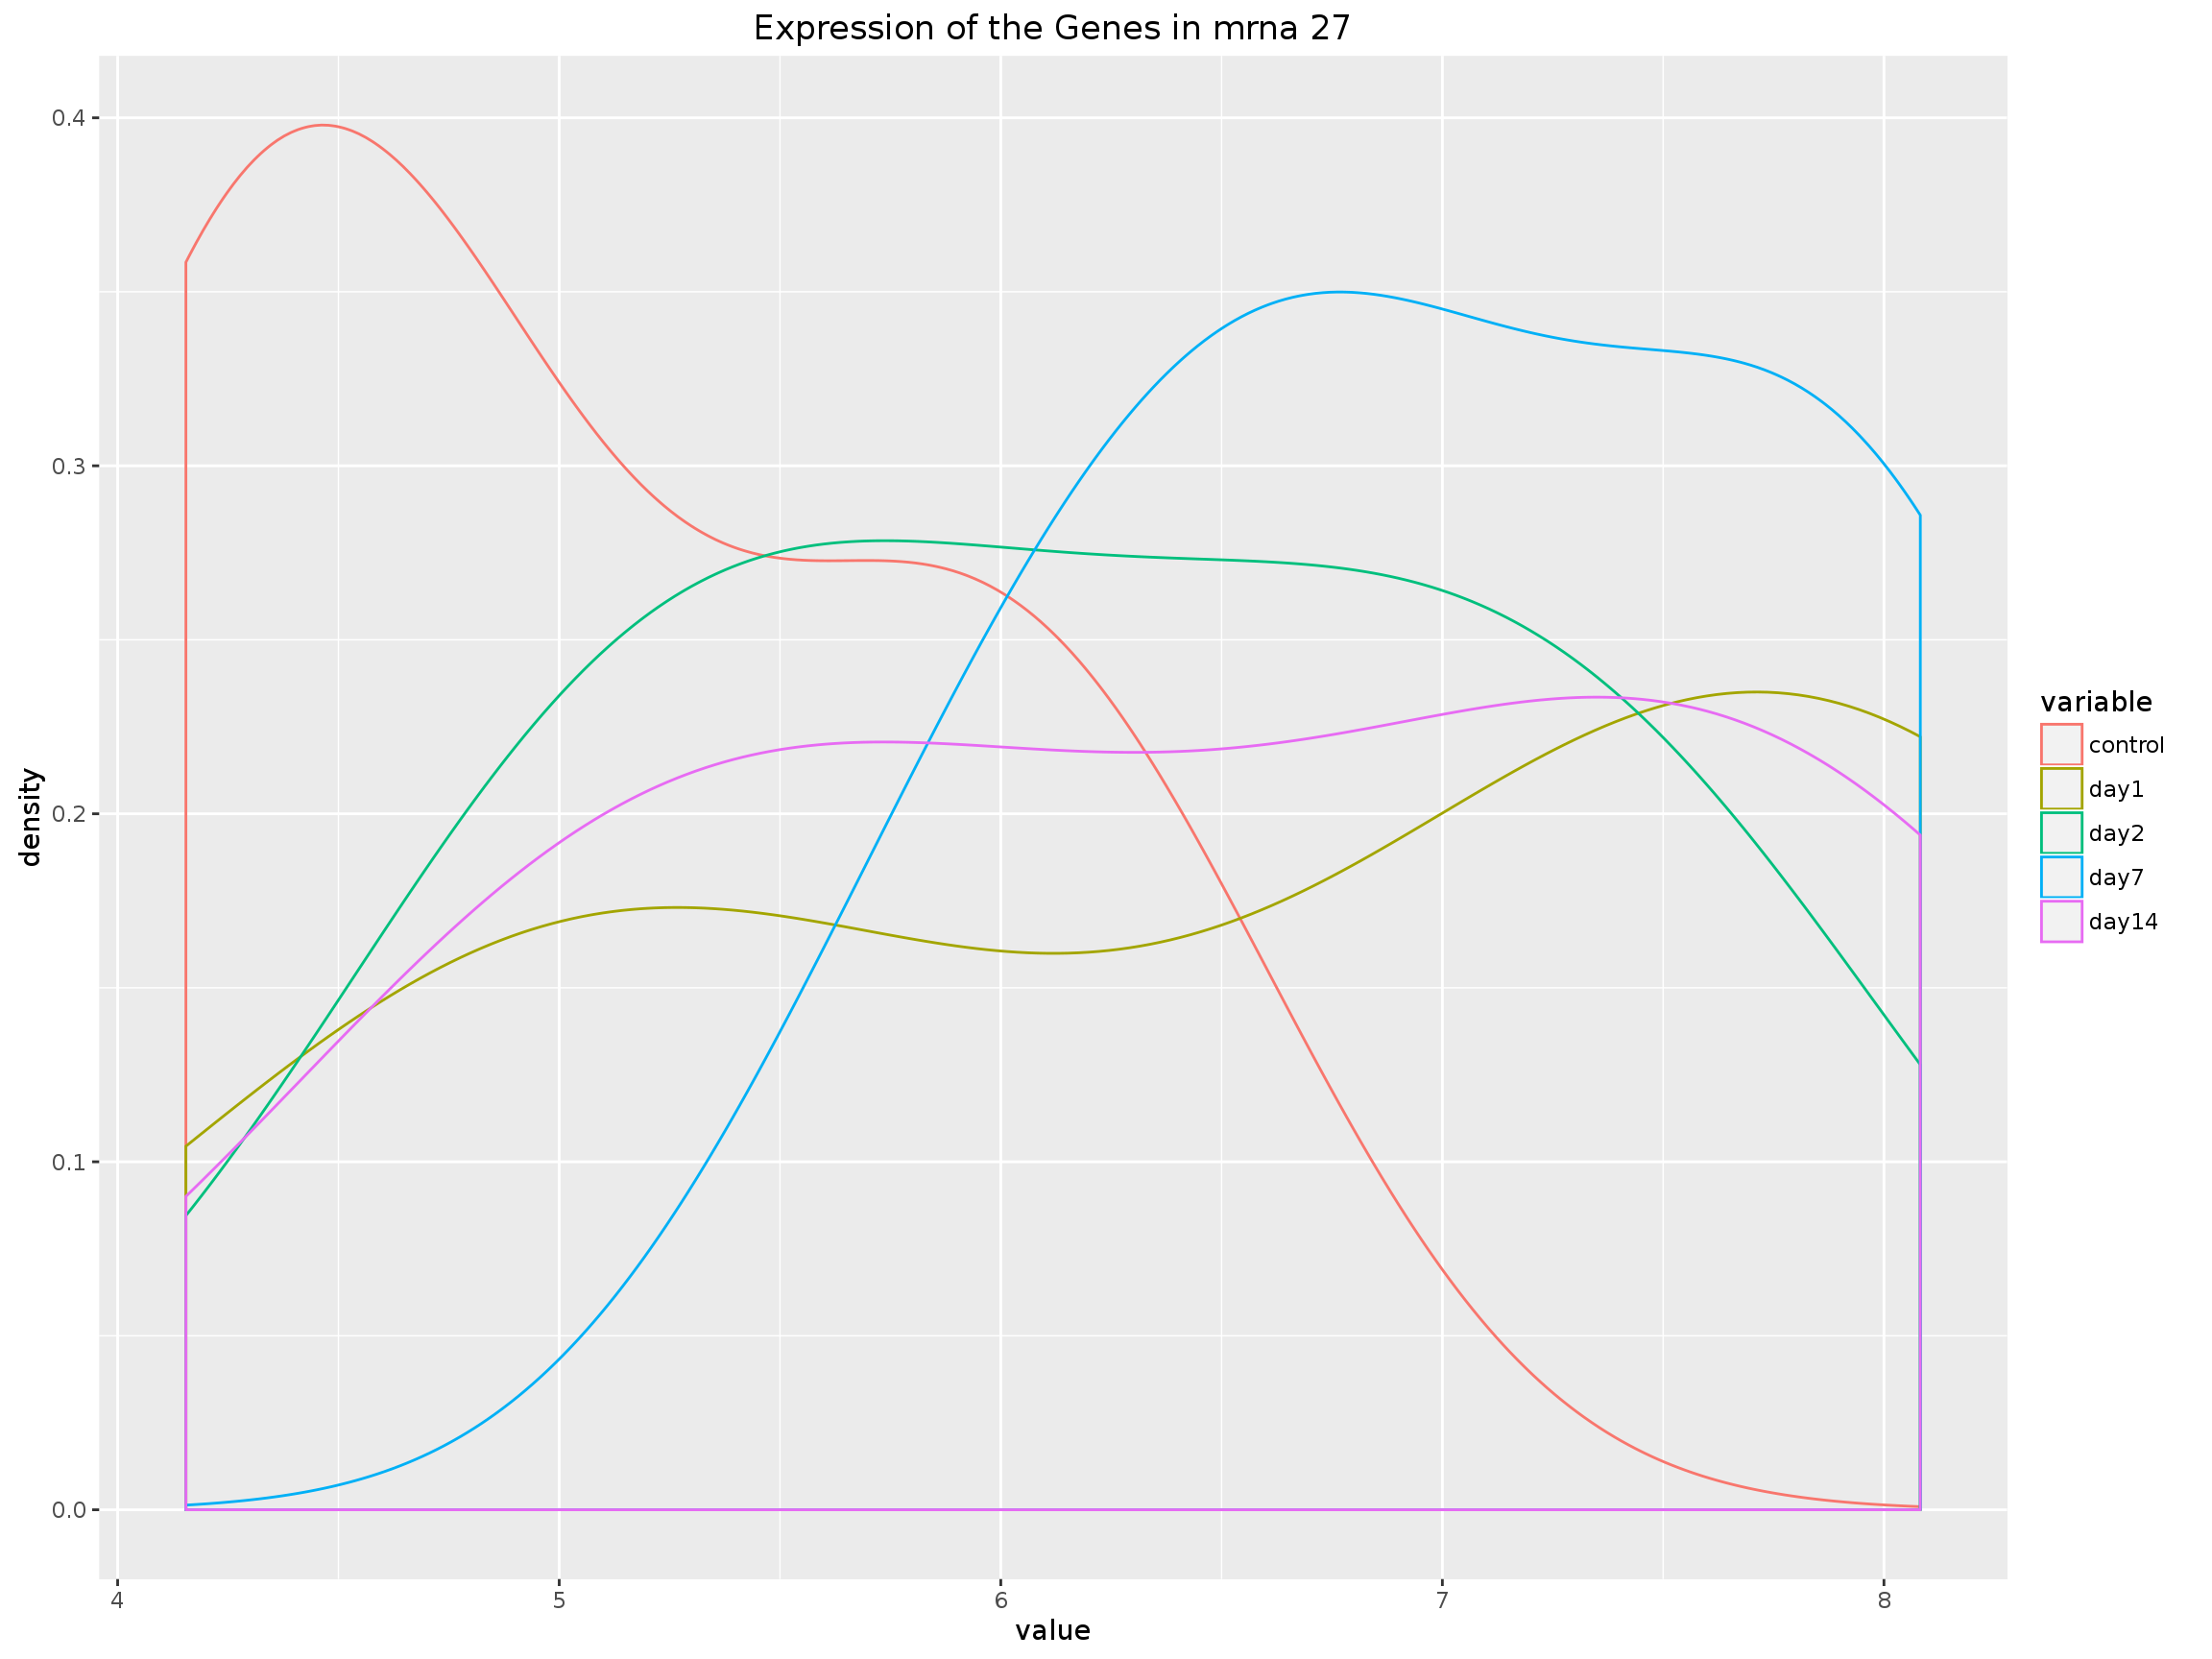 Expression of the Genes in mrna 27
0.4
0.3
0.2
0.1
0.0
density
4 5 6 7 8
value
variable
control
day1
day2
day7
day14